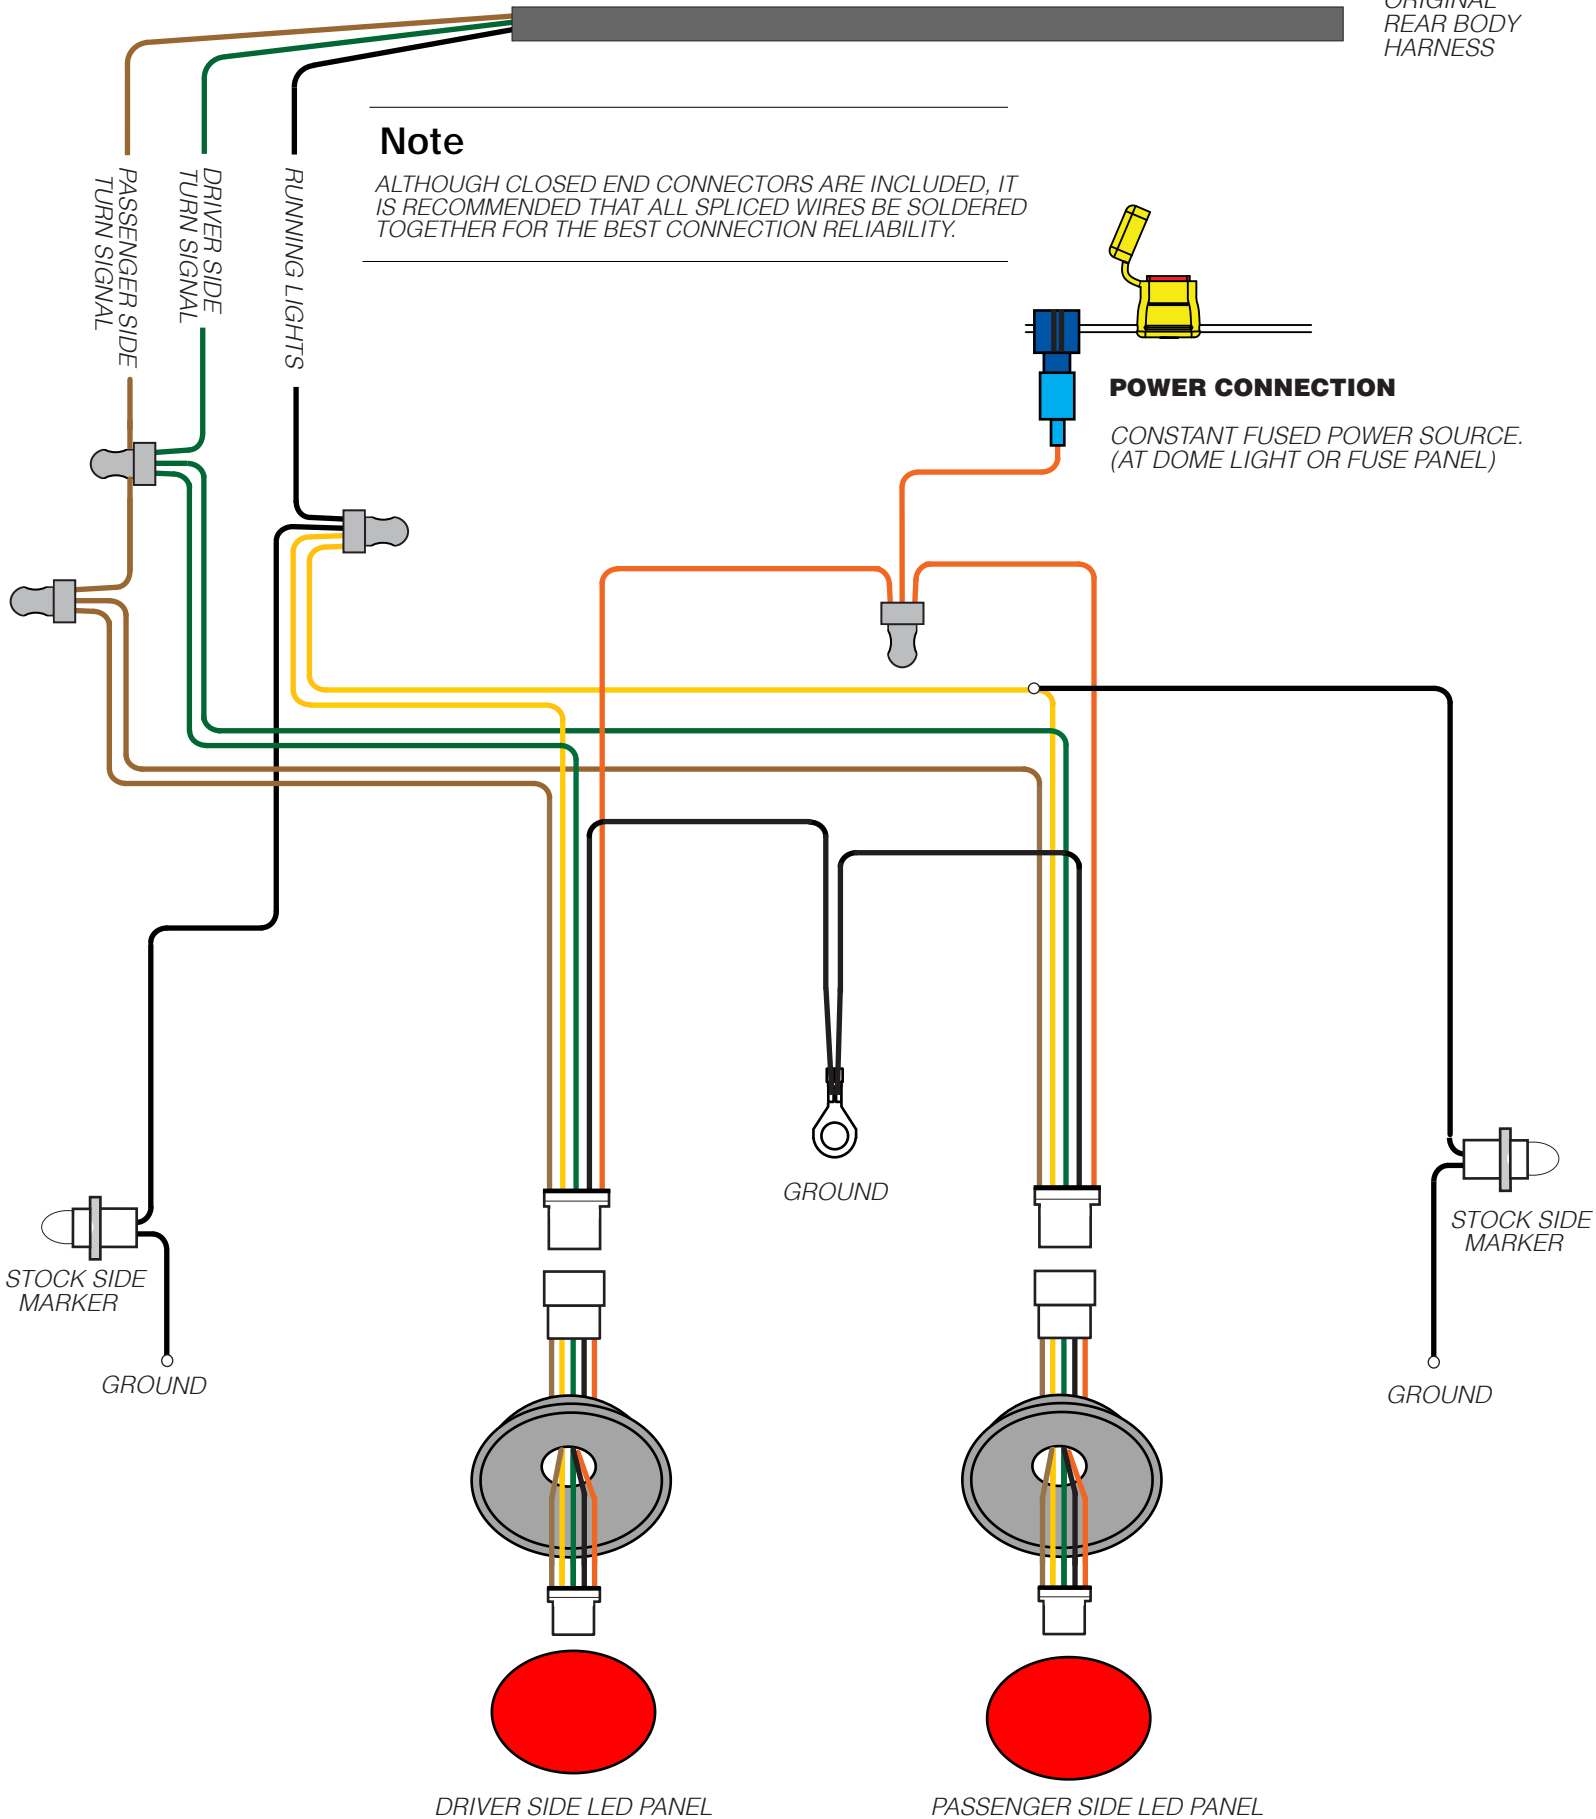 ORIGINAL
REAR BODY
HARNESS
Note
ALTHOUGH CLOSED END CONNECTORS ARE INCLUDED, IT
IS RECOMMENDED THAT ALL SPLICED WIRES BE SOLDERED
TOGETHER FOR THE BEST CONNECTION RELIABILITY.
PASSENGER SIDE
TURN SIGNAL
DRIVER SIDE
TURN SIGNAL
RUNNING LIGHTS
POWER CONNECTION
CONSTANT FUSED POWER SOURCE.
(AT DOME LIGHT OR FUSE PANEL)
GROUND
STOCK SIDE
MARKER
STOCK SIDE
MARKER
GROUND
GROUND
DRIVER SIDE LED PANEL
PASSENGER SIDE LED PANEL